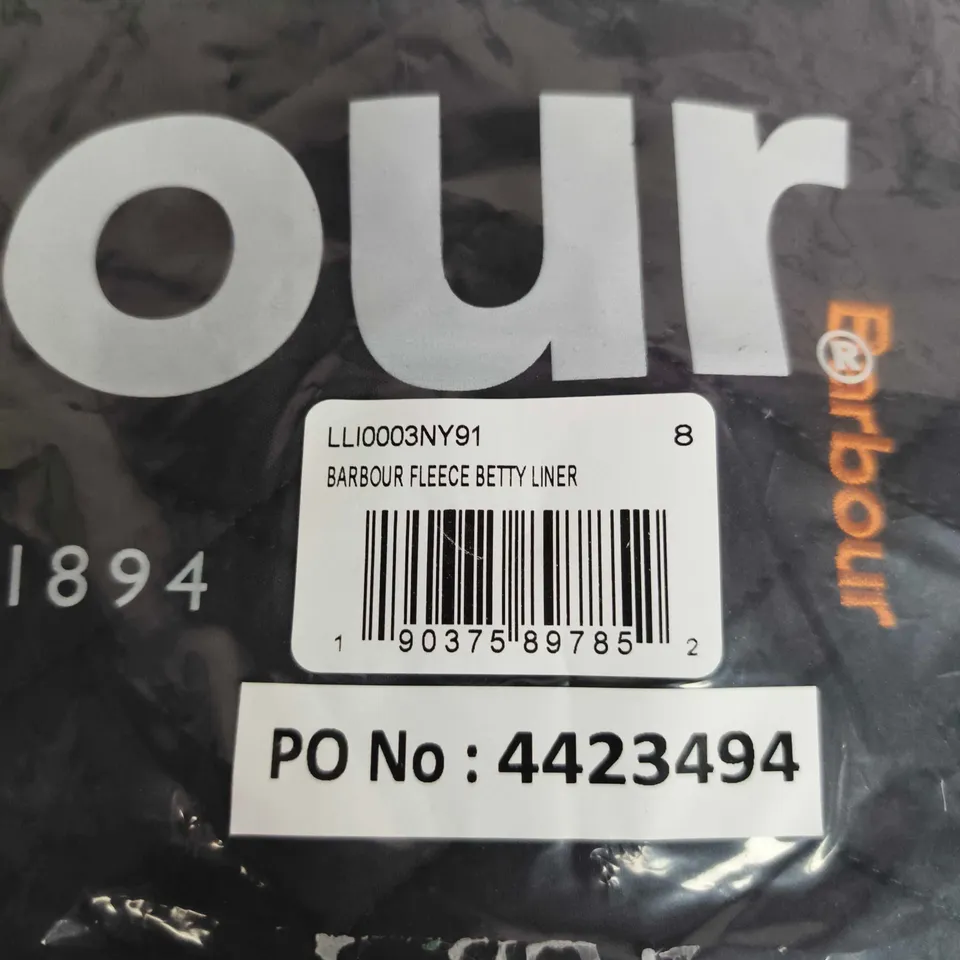 our
®
Barbour
LLI0003NY91 8
BARBOUR FLEECE BETTY LINER
1894
1 90375 89785 2
PO No : 4423494